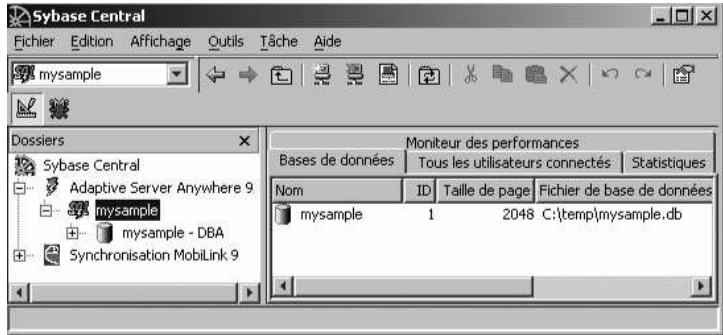 Sybase Central
Fichier Edition Affichage Outils Tâche Aide
mysample
Dossiers
Sybase Central
Adaptive Server Anywhere 9
mysample
mysample - DBA
Synchronisation MobiLink 9
Moniteur des performances
Bases de données Tous les utilisateurs connectés Statistiques
Nom ID Taille de page Fichier de base de données
mysample 1 2048 C:\temp\mysample.db